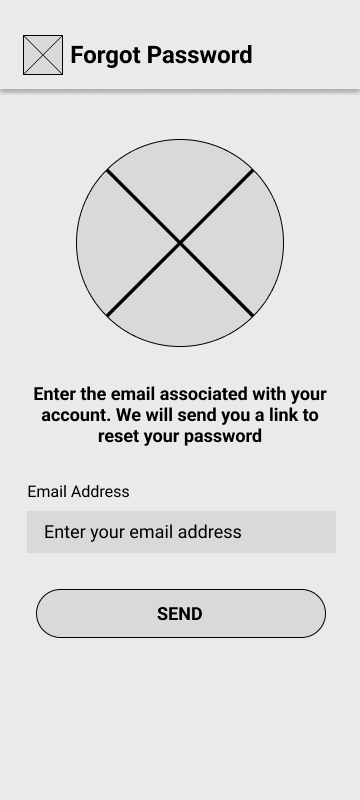 Forgot Password
Enter the email associated with your
account. We will send you a link to
reset your password
Email Address
Enter your email address
SEND